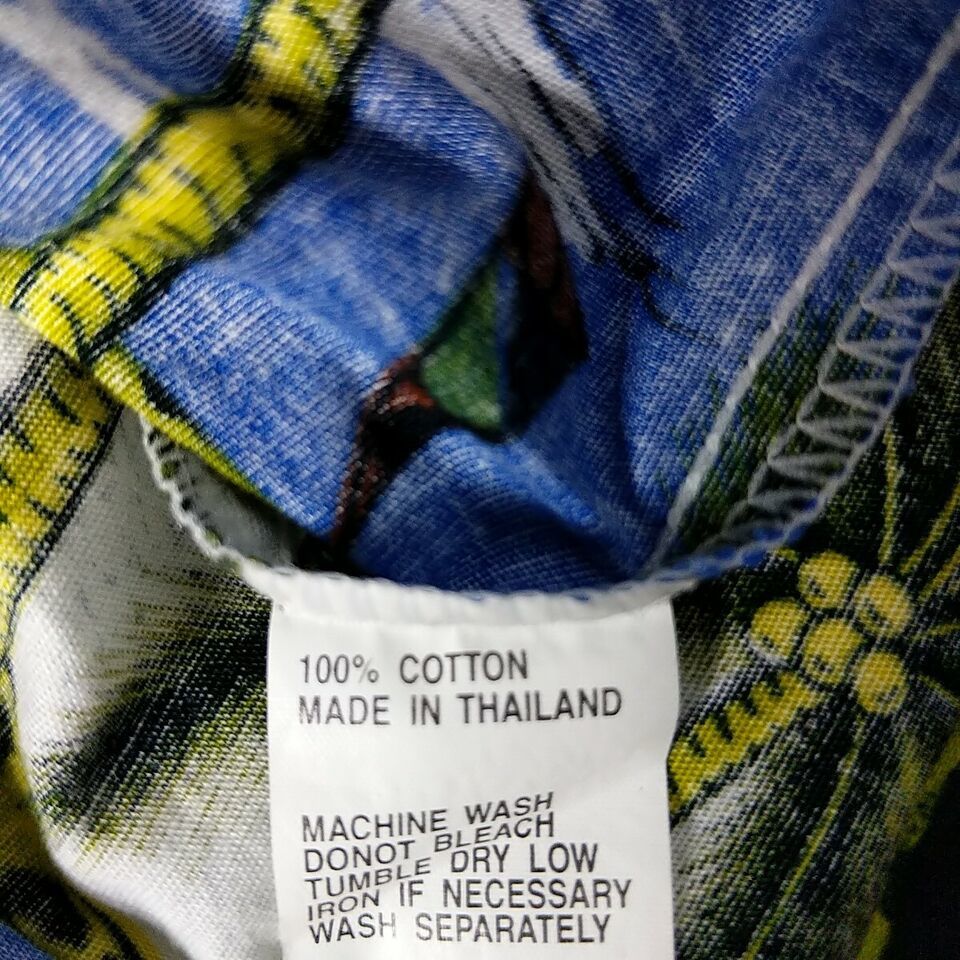 100% COTTON
MADE IN THAILAND
MACHINE WASH
DONOT BLEACH
TUMBLE DRY LOW
IRON IF NECESSARY
WASH SEPARATELY